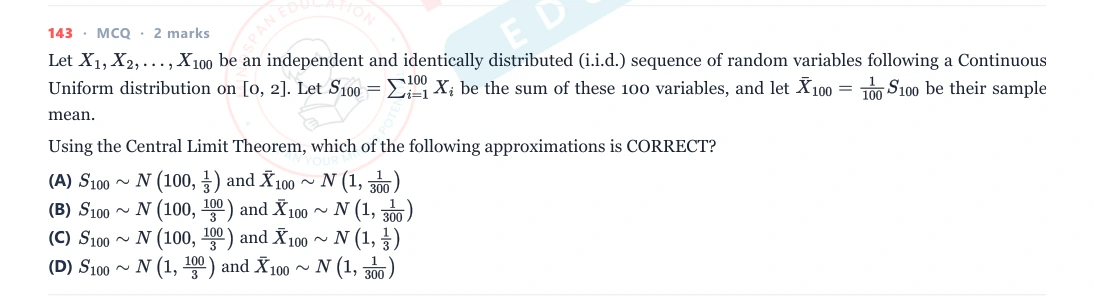 EDUCATION
E D
143 · MCQ · 2 marks
Let X₁, X₂, . . . , X₁₀₀ be an independent and identically distributed (i.i.d.) sequence of random variables following a Continuous
Uniform distribution on [0, 2]. Let S₁₀₀ = ∑ᵢ₌₁¹⁰⁰ Xᵢ be the sum of these 100 variables, and let X̄₁₀₀ = 1/100 S₁₀₀ be their sample
mean.
Using the Central Limit Theorem, which of the following approximations is CORRECT?
(A) S₁₀₀ ∼ N (100, 1/3) and X̄₁₀₀ ∼ N (1, 1/300)
(B) S₁₀₀ ∼ N (100, 100/3) and X̄₁₀₀ ∼ N (1, 1/300)
(C) S₁₀₀ ∼ N (100, 100/3) and X̄₁₀₀ ∼ N (1, 1/3)
(D) S₁₀₀ ∼ N (1, 100/3) and X̄₁₀₀ ∼ N (1, 1/300)